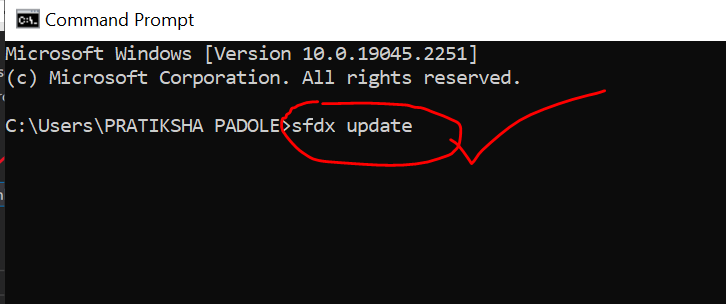 Command Prompt
Microsoft Windows [Version 10.0.19045.2251]
(c) Microsoft Corporation. All rights reserved.
C:\Users\PRATIKSHA PADOLE>sfdx update